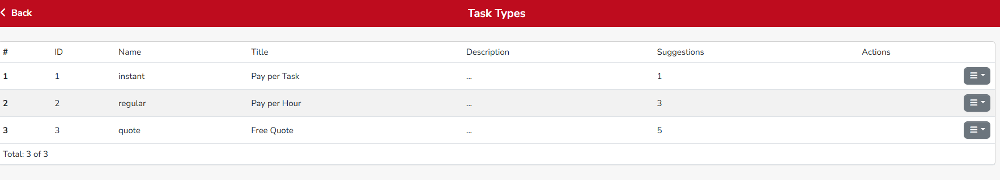 Back
Task Types
# ID Name Title Description Suggestions Actions
1 1 instant Pay per Task ... 1
2 2 regular Pay per Hour ... 3
3 3 quote Free Quote ... 5
Total: 3 of 3